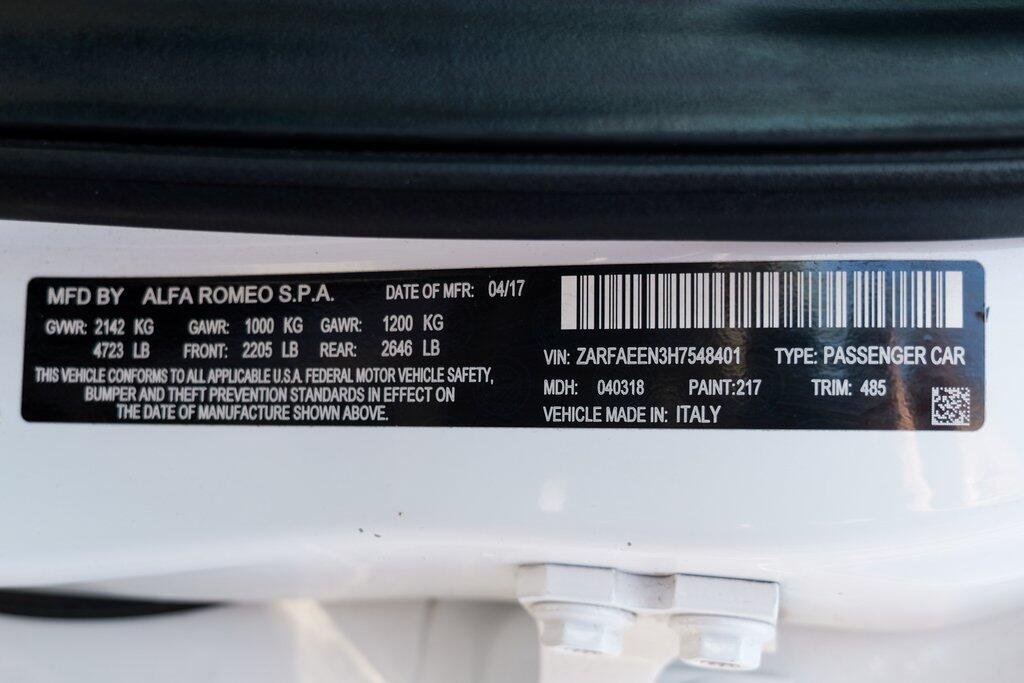 MFD BY ALFA ROMEO S.P.A. DATE OF MFR: 04/17
GVWR: 2142 KG GAWR: 1000 KG GAWR: 1200 KG
4723 LB FRONT: 2205 LB REAR: 2646 LB
THIS VEHICLE CONFORMS TO ALL APPLICABLE U.S.A. FEDERAL MOTOR VEHICLE SAFETY,
BUMPER AND THEFT PREVENTION STANDARDS IN EFFECT ON
THE DATE OF MANUFACTURE SHOWN ABOVE.
VIN: ZARFAEEN3H7548401 TYPE: PASSENGER CAR
MDH: 040318 PAINT:217 TRIM: 485
VEHICLE MADE IN: ITALY